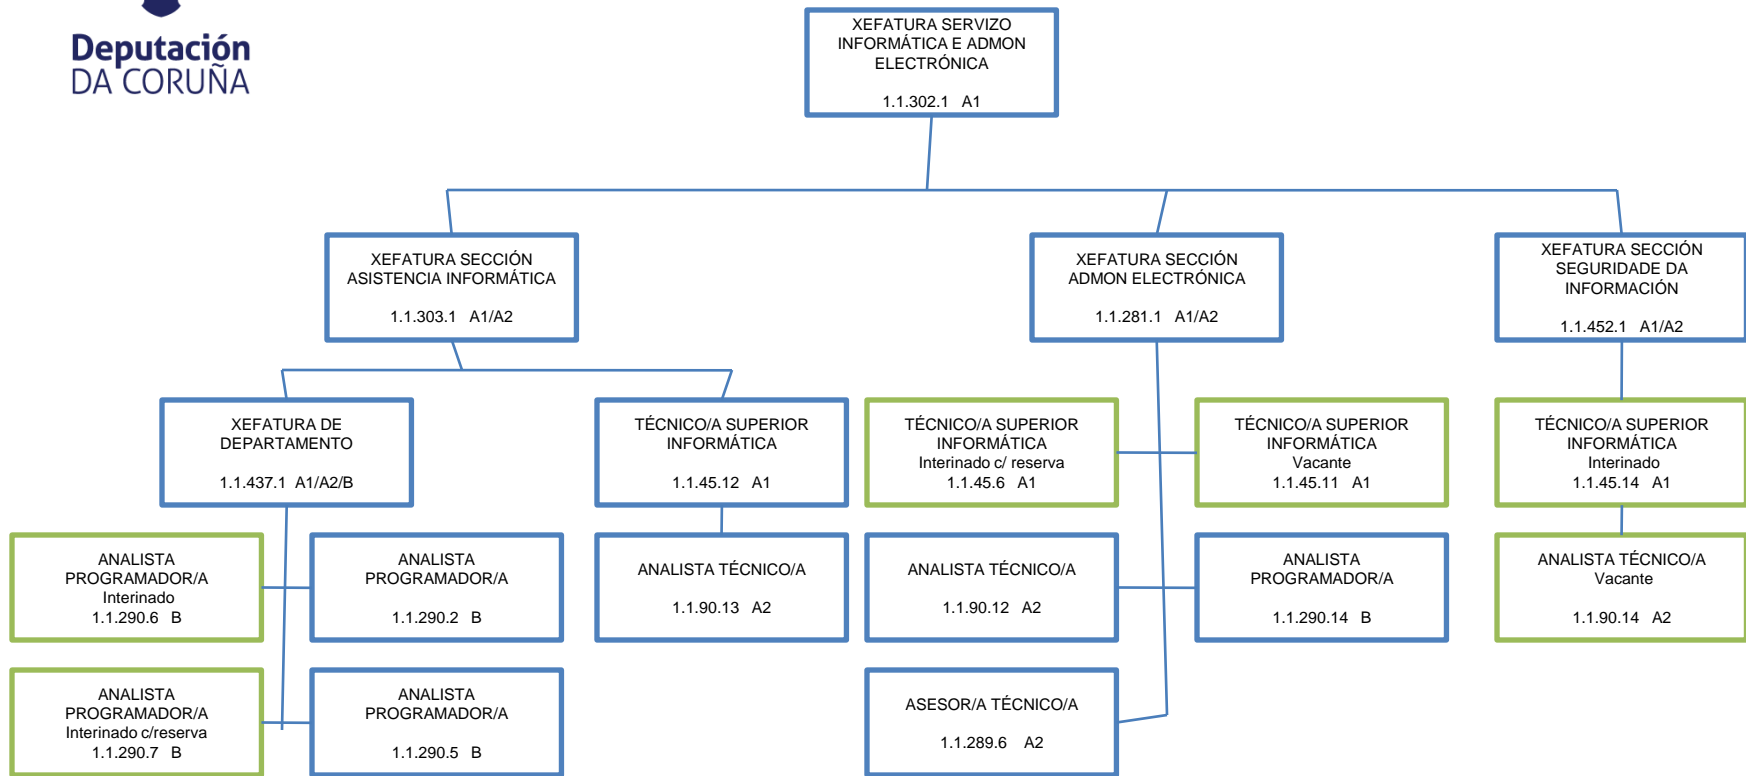 Deputación
DA CORUÑA
XEFATURA SERVIZO
INFORMÁTICA E ADMON
ELECTRÓNICA
1.1.302.1 A1
XEFATURA SECCIÓN
ASISTENCIA INFORMÁTICA
1.1.303.1 A1/A2
XEFATURA SECCIÓN
ADMON ELECTRÓNICA
1.1.281.1 A1/A2
XEFATURA SECCIÓN
SEGURIDADE DA
INFORMACIÓN
1.1.452.1 A1/A2
XEFATURA DE
DEPARTAMENTO
1.1.437.1 A1/A2/B
TÉCNICO/A SUPERIOR
INFORMÁTICA
1.1.45.12 A1
TÉCNICO/A SUPERIOR
INFORMÁTICA
Interinado c/ reserva
1.1.45.6 A1
TÉCNICO/A SUPERIOR
INFORMÁTICA
Vacante
1.1.45.11 A1
TÉCNICO/A SUPERIOR
INFORMÁTICA
Interinado
1.1.45.14 A1
ANALISTA
PROGRAMADOR/A
Interinado
1.1.290.6 B
ANALISTA
PROGRAMADOR/A
1.1.290.2 B
ANALISTA TÉCNICO/A
1.1.90.13 A2
ANALISTA TÉCNICO/A
1.1.90.12 A2
ANALISTA
PROGRAMADOR/A
1.1.290.14 B
ANALISTA TÉCNICO/A
Vacante
1.1.90.14 A2
ANALISTA
PROGRAMADOR/A
Interinado c/reserva
1.1.290.7 B
ANALISTA
PROGRAMADOR/A
1.1.290.5 B
ASESOR/A TÉCNICO/A
1.1.289.6 A2